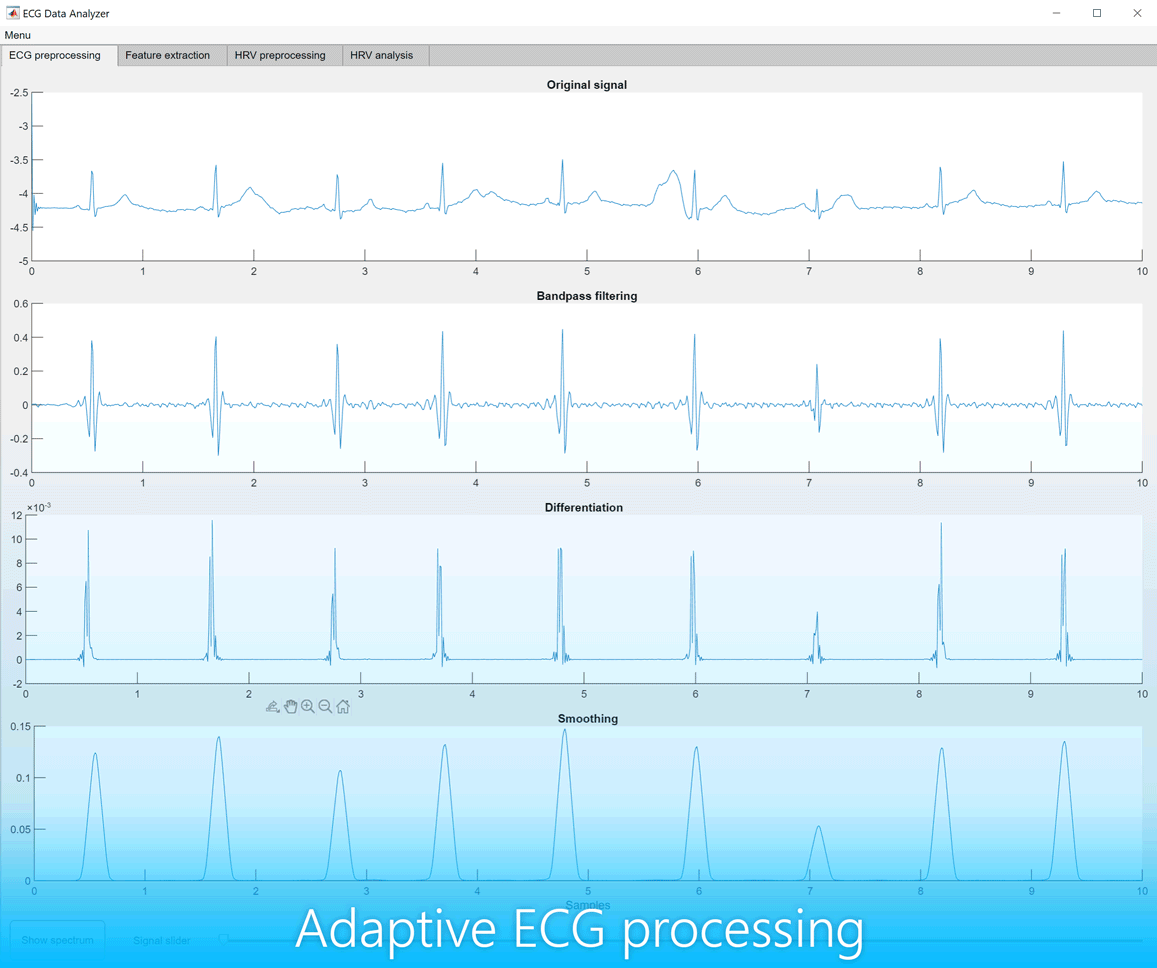 ECG Data Analyzer
Menu
ECG preprocessing Feature extraction HRV preprocessing HRV analysis
Original signal
-2.5
-3
-3.5
-4
-4.5
-5
0 1 2 3 4 5 6 7 8 9 10
Bandpass filtering
0.6
0.4
0.2
0
-0.2
-0.4
0 1 2 3 4 5 6 7 8 9 10
Differentiation
×10⁻³
12
10
8
6
4
2
0
-2
0 1 2 3 4 5 6 7 8 9 10
Smoothing
0.15
0.1
0.05
0
0 1 2 3 4 5 6 7 8 9 10
Samples
Adaptive ECG processing
Show spectrum Signal slider